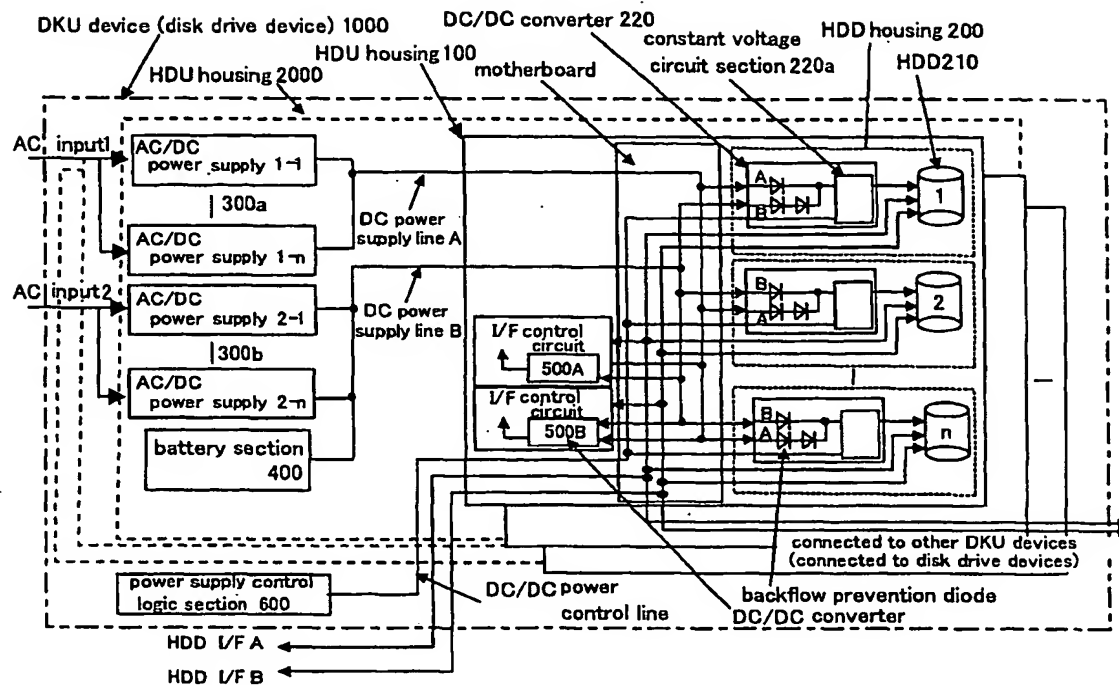 DKU device (disk drive device) 1000
HDU housing 2000
HDU housing 100
motherboard
DC/DC converter 220
constant voltage
circuit section 220a
HDD housing 200
HDD210
AC input1
AC/DC
power supply 1-1
300a
AC/DC
power supply 1-n
AC input2
AC/DC
power supply 2-1
300b
AC/DC
power supply 2-n
battery section
400
DC power
supply line A
DC power
supply line B
I/F control
circuit
500A
I/F control
circuit
500B
A
B
1
B
A
2
B
A
n
connected to other DKU devices
(connected to disk drive devices)
backflow prevention diode
DC/DC converter
DC/DC power
control line
power supply control
logic section 600
HDD I/F A
HDD I/F B